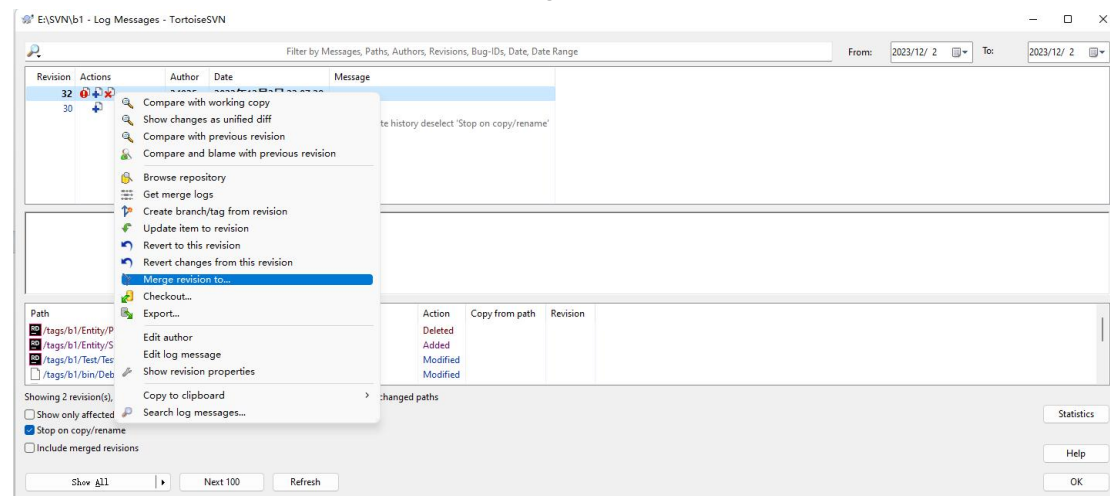 E:\SVN\b1 - Log Messages - TortoiseSVN
Filter by Messages, Paths, Authors, Revisions, Bug-IDs, Date, Date Range
From: 2023/12/ 2 To: 2023/12/ 2
Revision Actions Author Date Message
32
30
Compare with working copy
Show changes as unified diff
te history deselect 'Stop on copy/rename'
Compare with previous revision
Compare and blame with previous revision
Browse repository
Get merge logs
Create branch/tag from revision
Update item to revision
Revert to this revision
Revert changes from this revision
Merge revision to...
Checkout...
Export...
Path Action Copy from path Revision
/tags/b1/Entity/P Deleted
/tags/b1/Entity/S Added
/tags/b1/Test/Tes Modified
/tags/b1/bin/Deb Modified
Edit author
Edit log message
Show revision properties
Copy to clipboard
Search log messages...
Showing 2 revision(s), changed paths
Show only affected
Stop on copy/rename
Include merged revisions
Statistics
Help
Show All Next 100 Refresh OK